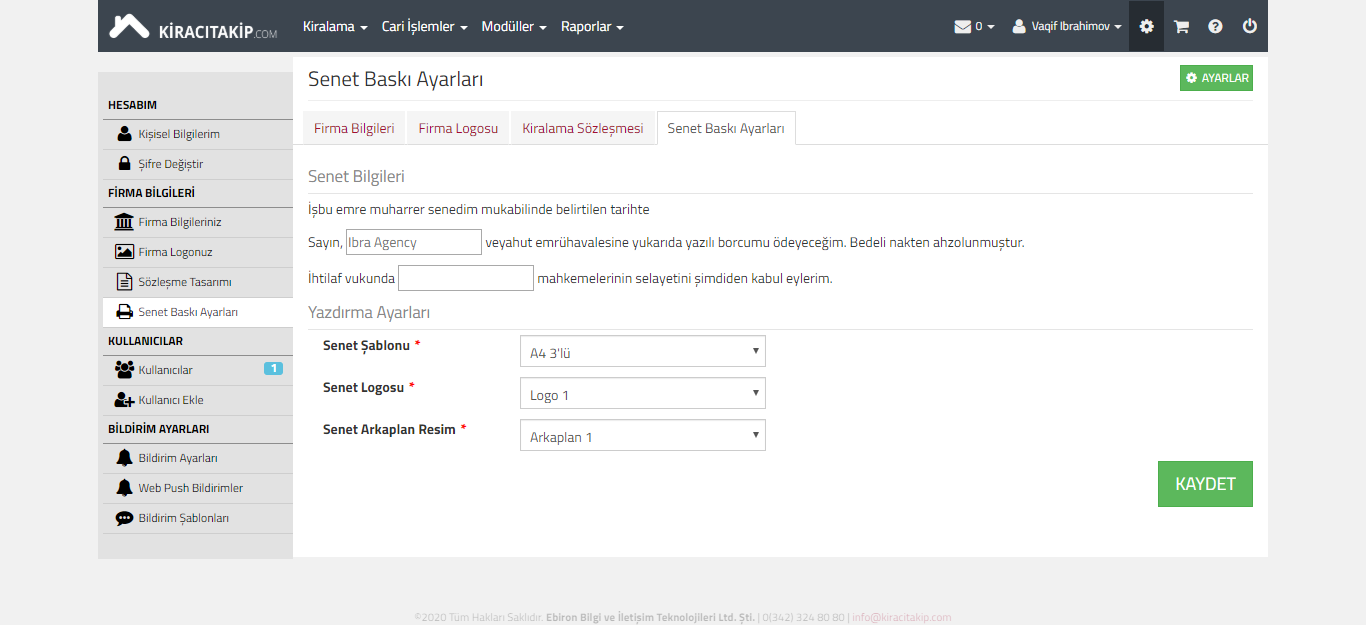 KİRACITAKİP.COM Kiralama Cari İşlemler Modüller Raporlar 0 Vaqif Ibrahimov
Senet Baskı Ayarları AYARLAR
HESABIM
Kişisel Bilgilerim
Şifre Değiştir
FİRMA BİLGİLERİ
Firma Bilgileriniz
Firma Logonuz
Sözleşme Tasarımı
Senet Baskı Ayarları
KULLANICILAR
Kullanıcılar 1
Kullanıcı Ekle
BİLDİRİM AYARLARI
Bildirim Ayarları
Web Push Bildirimler
Bildirim Şablonları
Firma Bilgileri Firma Logosu Kiralama Sözleşmesi Senet Baskı Ayarları
Senet Bilgileri
İşbu emre muharrer senedim mukabilinde belirtilen tarihte
Sayın, Ibra Agency veyahut emrühavalesine yukarıda yazılı borcumu ödeyeceğim. Bedeli nakten ahzolunmuştur.
İhtilaf vukunda mahkemelerinin selayetini şimdiden kabul eylerim.
Yazdırma Ayarları
Senet Şablonu * A4 3'lü
Senet Logosu * Logo 1
Senet Arkaplan Resim * Arkaplan 1
KAYDET
©2020 Tüm Hakları Saklıdır. Ebiron Bilgi ve İletişim Teknolojileri Ltd. Şti. | 0(342) 324 80 80 | info@kiracitakip.com